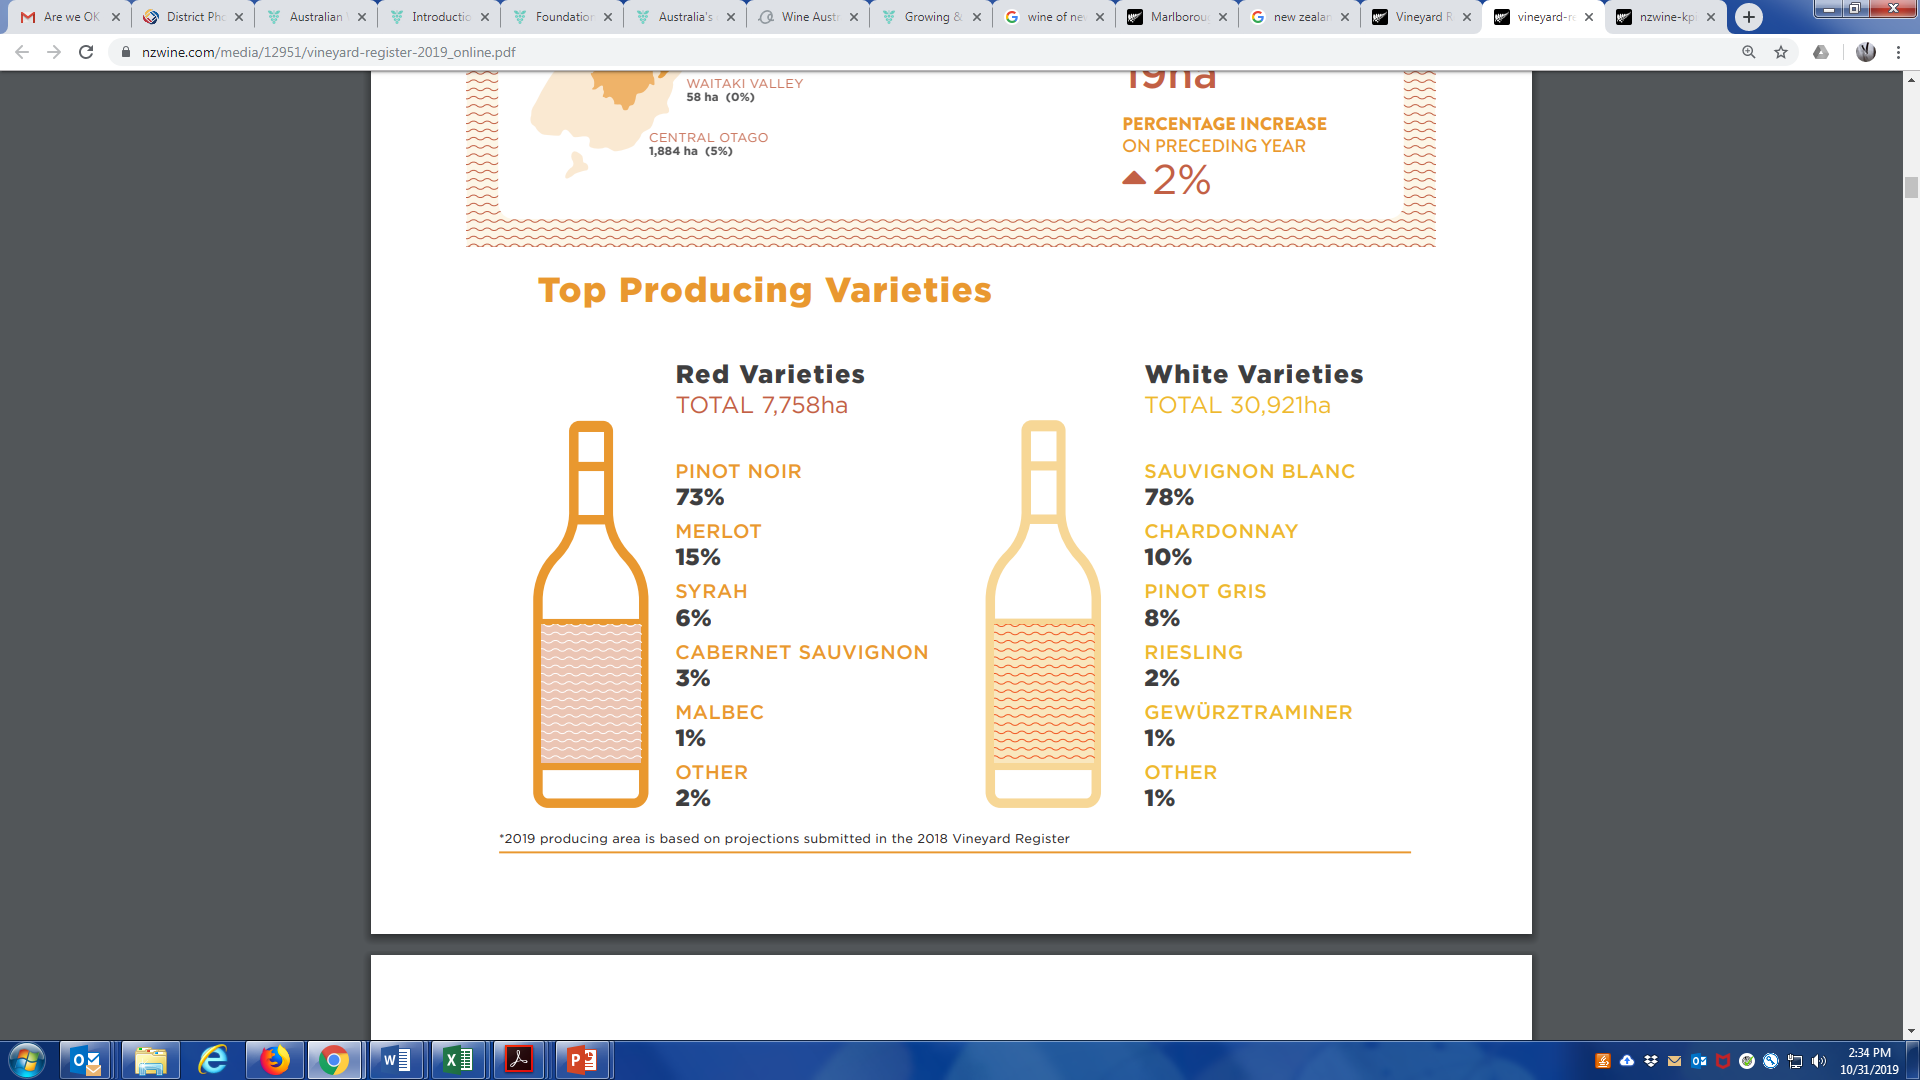 Are we OK
District Ph
Australian
Introductio
Foundation
Australia's
Wine Aust
Growing &
wine of ne
Marlborou
new zealan
Vineyard R
vineyard-re
nzwine-kp
nzwine.com/media/12951/vineyard-register-2019_online.pdf
WAITAKI VALLEY
58 ha (0%)
CENTRAL OTAGO
1,884 ha (5%)
19ha
PERCENTAGE INCREASE
ON PRECEDING YEAR
2%
Top Producing Varieties
Red Varieties
TOTAL 7,758ha
PINOT NOIR
73%
MERLOT
15%
SYRAH
6%
CABERNET SAUVIGNON
3%
MALBEC
1%
OTHER
2%
White Varieties
TOTAL 30,921ha
SAUVIGNON BLANC
78%
CHARDONNAY
10%
PINOT GRIS
8%
RIESLING
2%
GEWÜRZTRAMINER
1%
OTHER
1%
*2019 producing area is based on projections submitted in the 2018 Vineyard Register
2:34 PM
10/31/2019